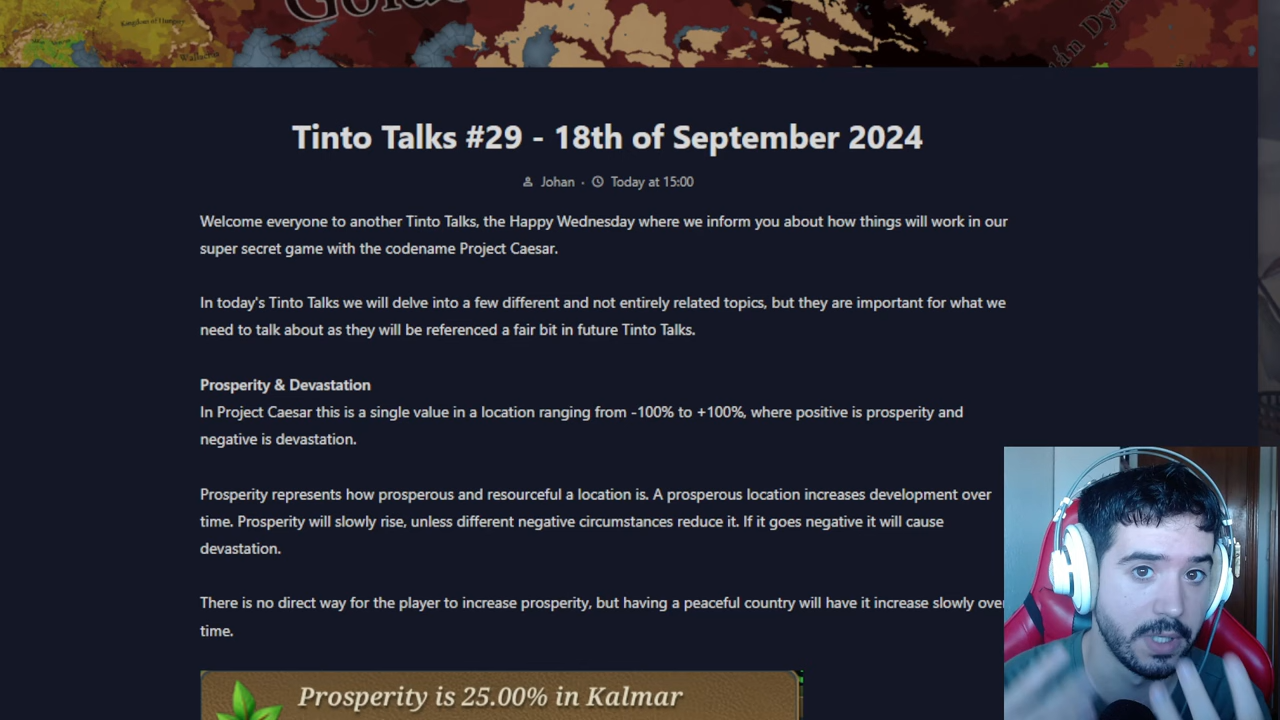 Kingdom of Hungary
Tinto Talks #29 - 18th of September 2024
Johan · Today at 15:00
Welcome everyone to another Tinto Talks, the Happy Wednesday where we inform you about how things will work in our
super secret game with the codename Project Caesar.
In today's Tinto Talks we will delve into a few different and not entirely related topics, but they are important for what we
need to talk about as they will be referenced a fair bit in future Tinto Talks.
Prosperity & Devastation
In Project Caesar this is a single value in a location ranging from -100% to +100%, where positive is prosperity and
negative is devastation.
Prosperity represents how prosperous and resourceful a location is. A prosperous location increases development over
time. Prosperity will slowly rise, unless different negative circumstances reduce it. If it goes negative it will cause
devastation.
There is no direct way for the player to increase prosperity, but having a peaceful country will have it increase slowly over
time.
Prosperity is 25.00% in Kalmar